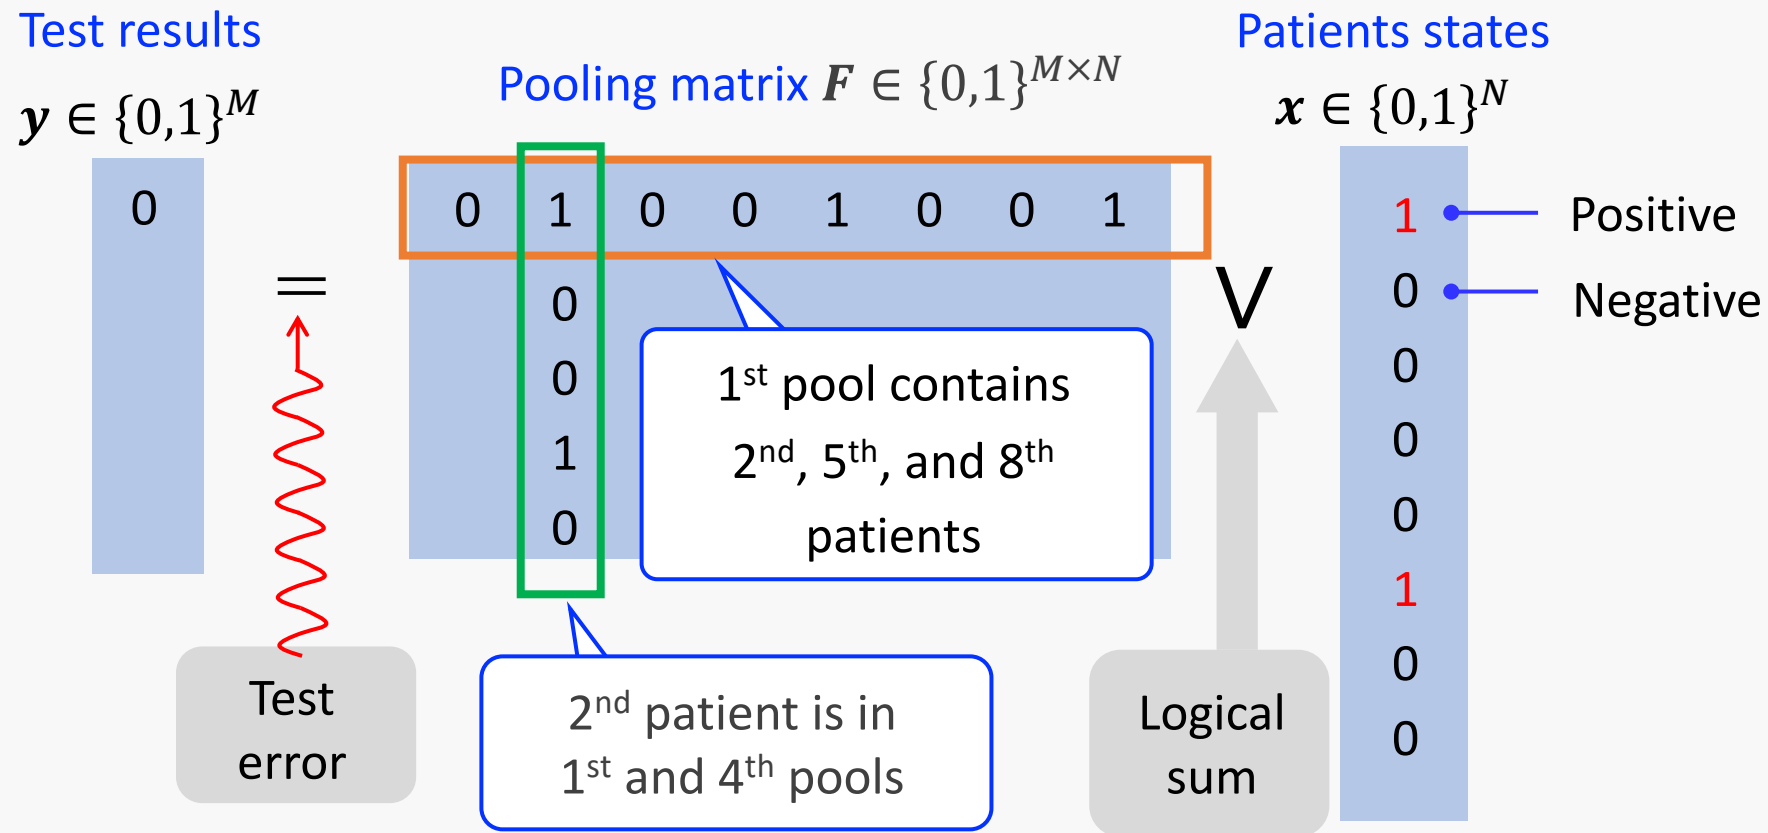 Test results
y ∈ {0,1}^M
Pooling matrix F ∈ {0,1}^{M×N}
Patients states
x ∈ {0,1}^N
0
=
0 1 0 0 1 0 0 1
0
0
1
0
∨
1
0
0
0
0
1
0
0
Positive
Negative
1st pool contains
2nd, 5th, and 8th
patients
2nd patient is in
1st and 4th pools
Test
error
Logical
sum